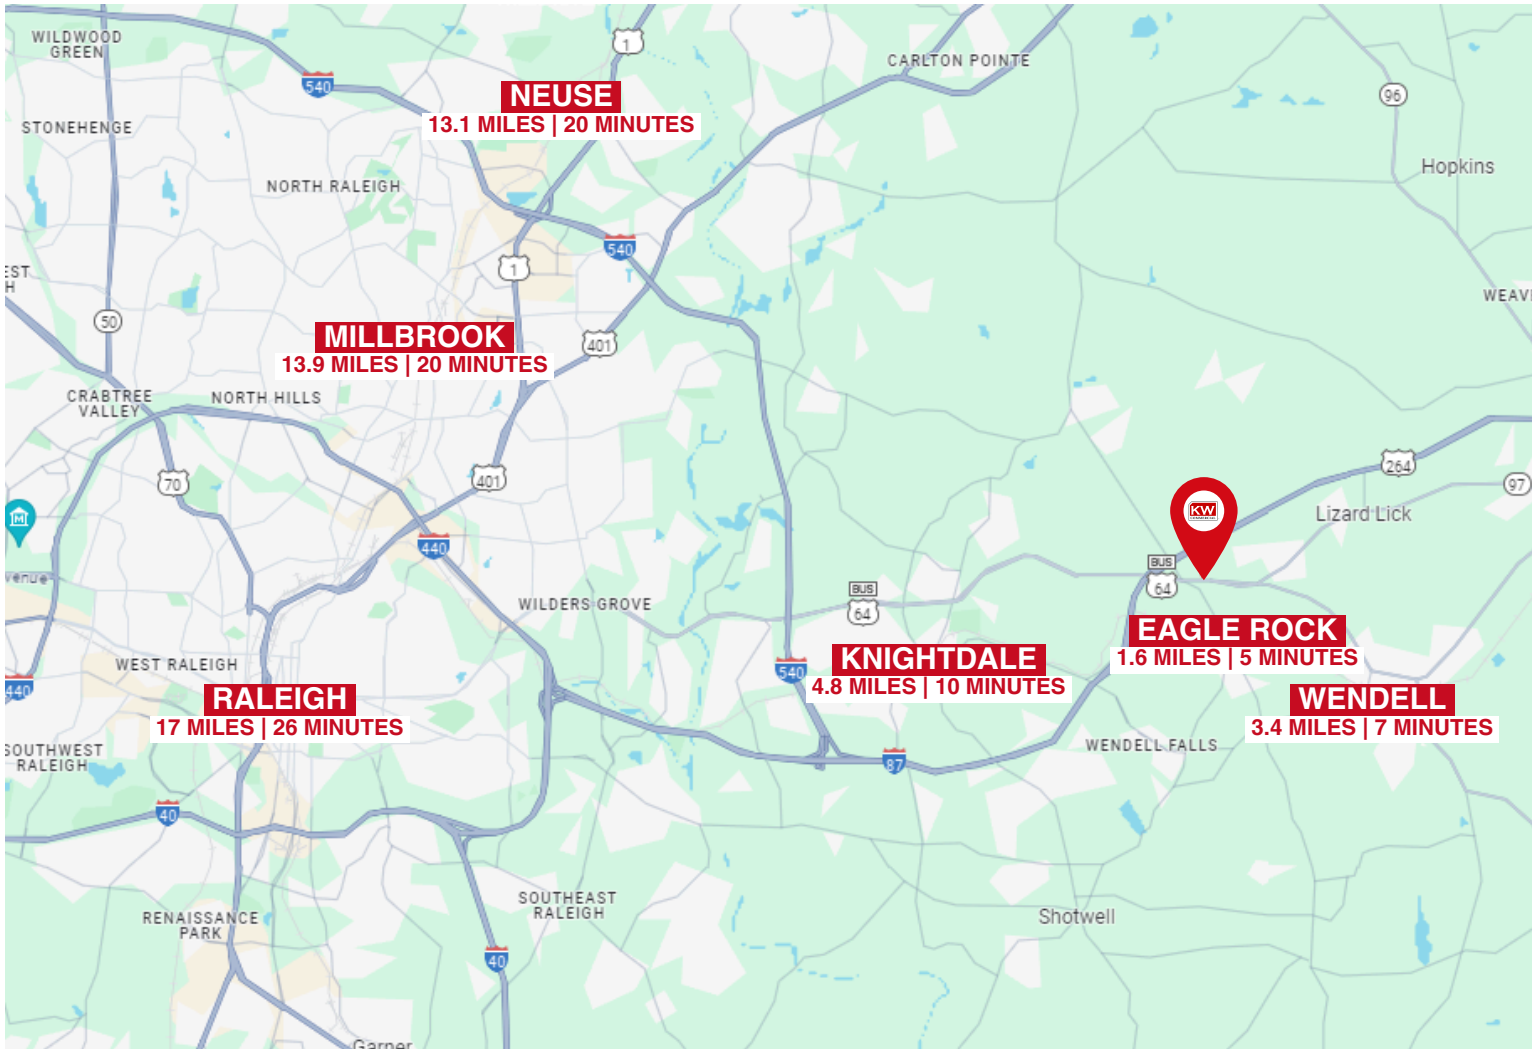 WILDWOOD
GREEN
1
CARLTON POINTE
540
NEUSE
13.1 MILES | 20 MINUTES
96
STONEHENGE
Hopkins
NORTH RALEIGH
540
1
EST
H
WEAV
50
MILLBROOK
13.9 MILES | 20 MINUTES
401
CRABTREE
VALLEY
NORTH HILLS
264
401
70
97
KW
Lizard Lick
M
440
BUS
64
venue
BUS
64
WILDERS GROVE
EAGLE ROCK
1.6 MILES | 5 MINUTES
KNIGHTDALE
4.8 MILES | 10 MINUTES
540
WEST RALEIGH
440
RALEIGH
17 MILES | 26 MINUTES
WENDELL
3.4 MILES | 7 MINUTES
SOUTHWEST
RALEIGH
WENDELL FALLS
87
40
SOUTHEAST
RALEIGH
RENAISSANCE
PARK
Shotwell
40
Garner